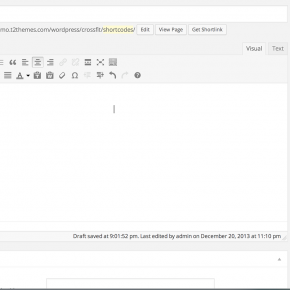 mo.t2themes.com/wordpress/crossfit/shortcodes/ Edit View Page Get Shortlink
Visual Text
Draft saved at 9:01:52 pm. Last edited by admin on December 20, 2013 at 11:10 pm